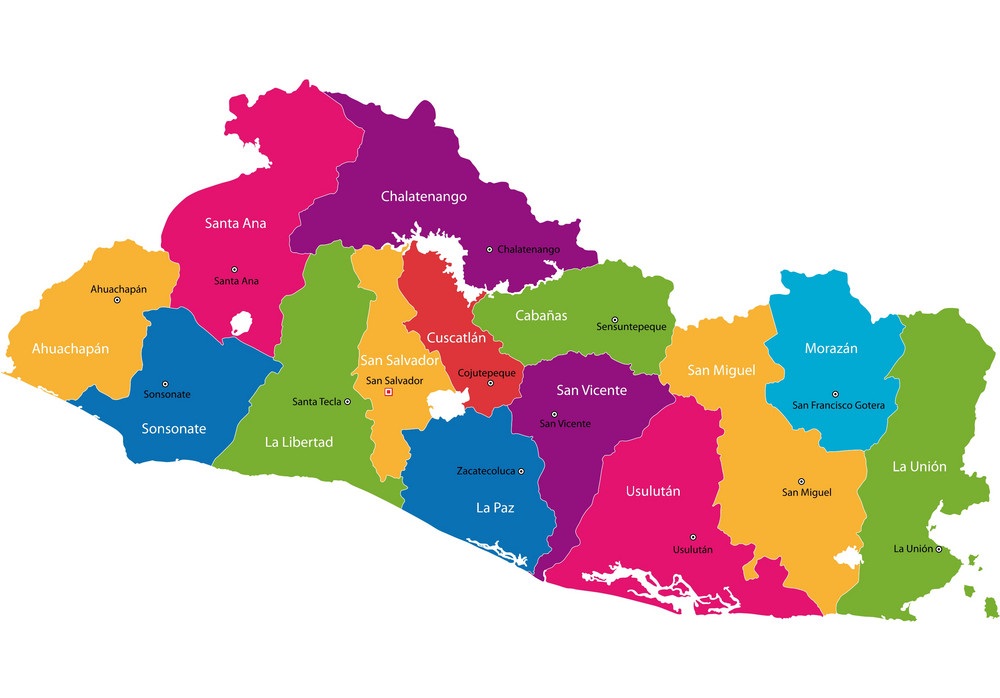 Chalatenango
Santa Ana
Chalatenango
Santa Ana
Ahuachapán
Ahuachapán
Cabañas
Sensuntepeque
Cuscatlán
Morazán
San Salvador
San Miguel
Cojutepeque
San Salvador
San Vicente
Sonsonate
Santa Tecla
San Francisco Gotera
San Vicente
Sonsonate
La Libertad
La Unión
Zacatecoluca
Usulután
San Miguel
La Paz
Usulután
La Unión